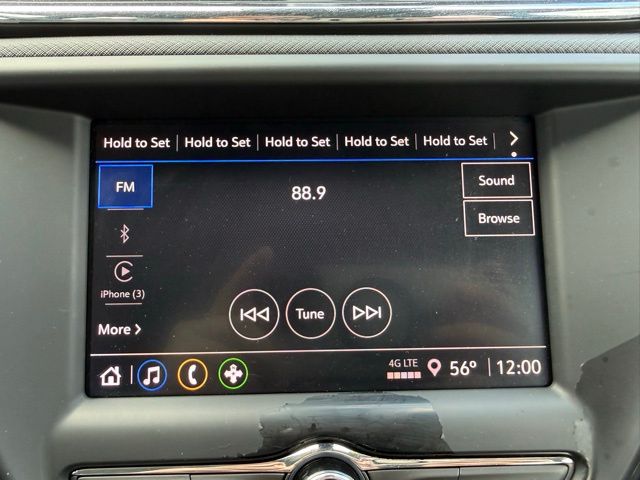 Hold to Set Hold to Set Hold to Set Hold to Set Hold to Set
FM
88.9
Sound
Browse
iPhone (3)
Tune
More
4G LTE
56° 12:00